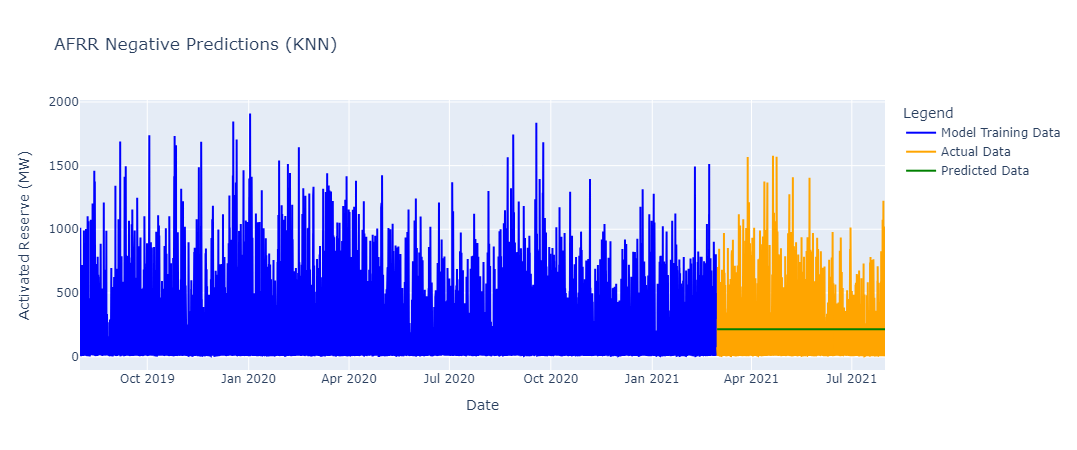 AFRR Negative Predictions (KNN)
Legend
Model Training Data
Actual Data
Predicted Data
Activated Reserve (MW)
2000
1500
1000
500
0
Oct 2019 Jan 2020 Apr 2020 Jul 2020 Oct 2020 Jan 2021 Apr 2021 Jul 2021
Date